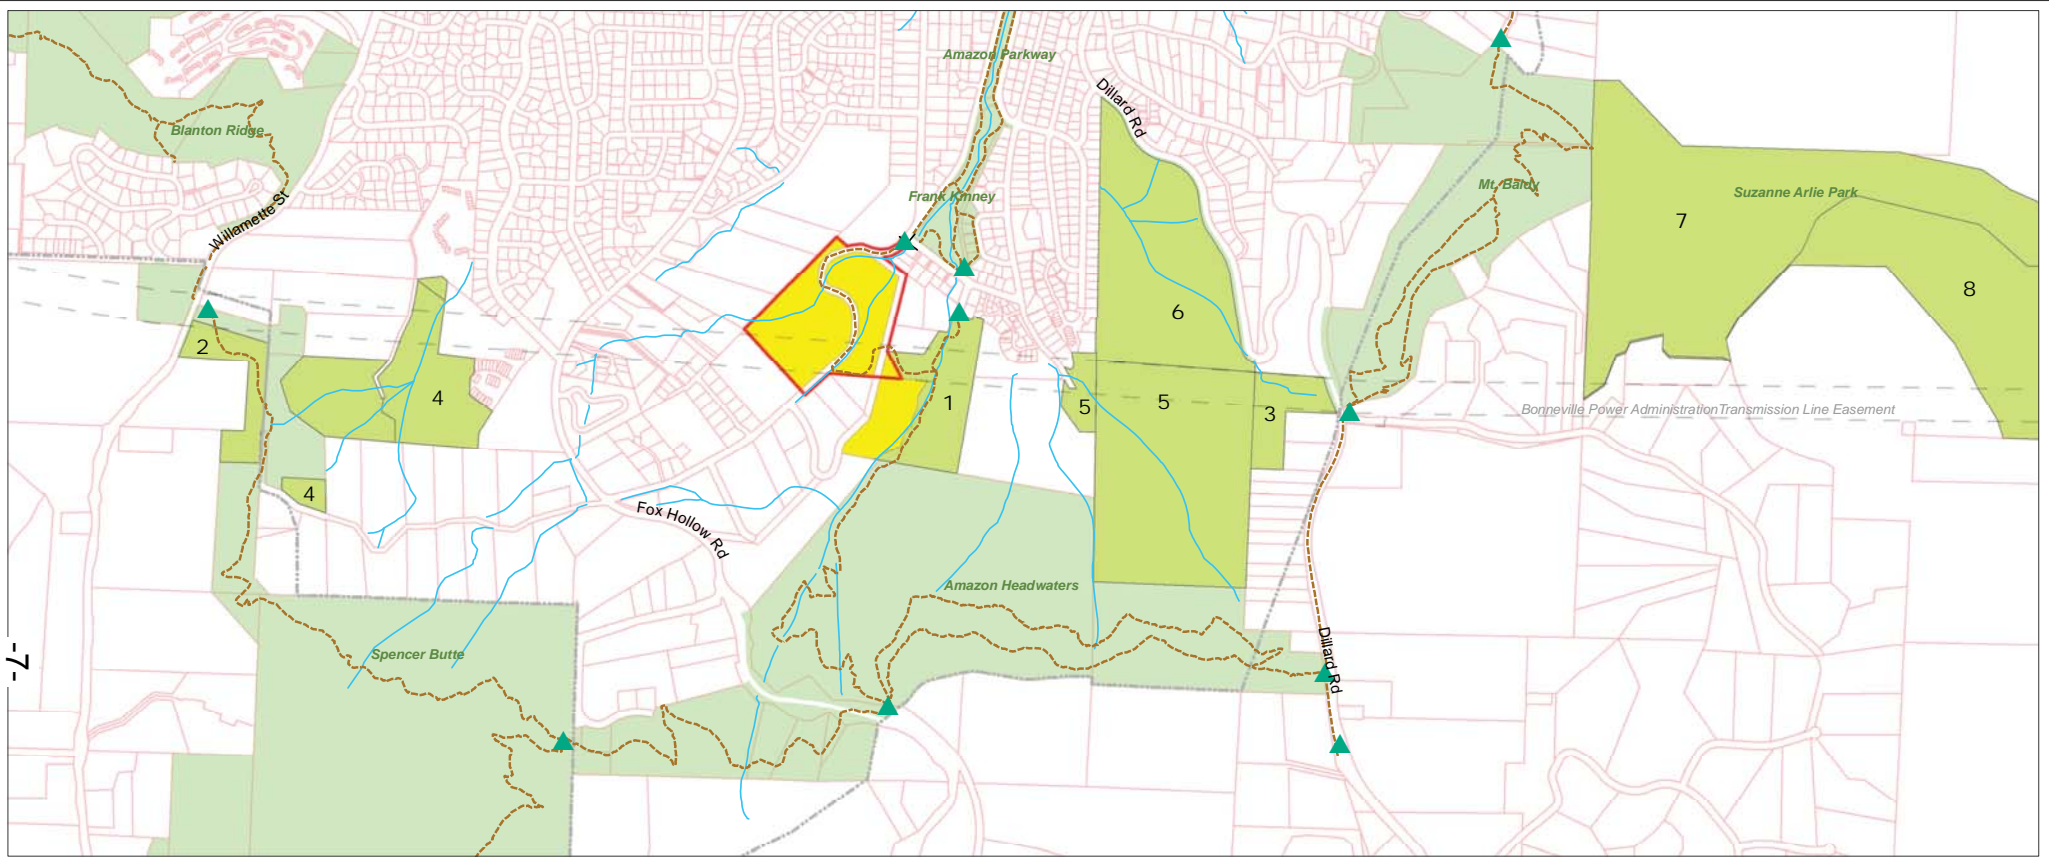 Amazon Parkway
Dillard Rd
Blanton Ridge
Frank Kinney
Mt. Baldy
Suzanne Arlie Park
7
Willamette St
8
6
2
4
1
5
5
3
Bonneville Power AdministrationTransmission Line Easement
4
Fox Hollow Rd
Amazon Headwaters
Spencer Butte
Dillard Rd
-7-